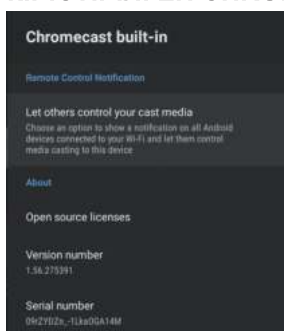 Chromecast built-in
Remote Control Notification
Let others control your cast media
Choose an option to show a notification on all Android
devices connected to your Wi-Fi and let them control
media casting to this device
About
Open source licenses
Version number
1.56.275391
Serial number